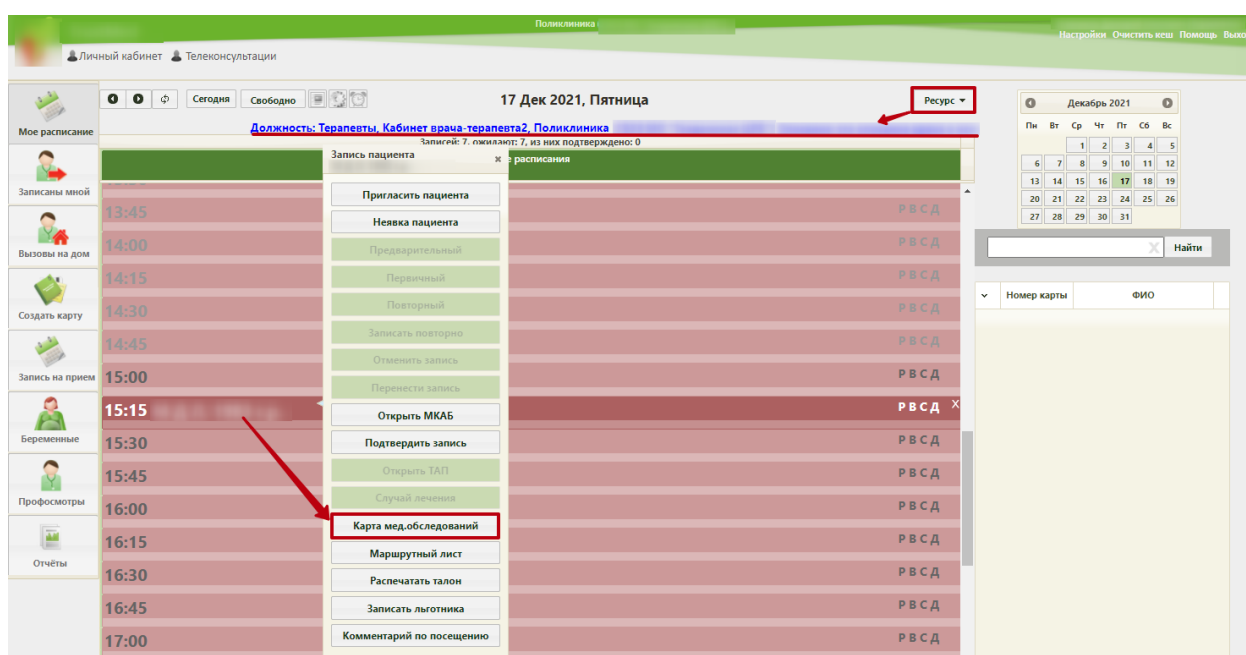 Поликлиника
Настройки Очистить кеш Помощь Выхо
Личный кабинет Телеконсультации
Сегодня Свободно
17 Дек 2021, Пятница
Ресурс
Должность: Терапевты, Кабинет врача-терапевта2, Поликлиника
Записей: 7, ожидают: 7, из них подтверждено: 0
е расписания
Мое расписание
Записаны мной
Вызовы на дом
Создать карту
Запись на прием
Беременные
Профосмотры
Отчёты
13:45 Р В С Д
14:00 Р В С Д
14:15 Р В С Д
14:30 Р В С Д
14:45 Р В С Д
15:00 Р В С Д
15:15 Р В С Д X
15:30 Р В С Д
15:45 Р В С Д
16:00 Р В С Д
16:15 Р В С Д
16:30 Р В С Д
16:45 Р В С Д
17:00 Р В С Д
Запись пациента
Пригласить пациента
Неявка пациента
Предварительный
Первичный
Повторный
Записать повторно
Отменить запись
Перенести запись
Открыть МКАБ
Подтвердить запись
Открыть ТАП
Случай лечения
Карта мед.обследований
Маршрутный лист
Распечатать талон
Записать льготника
Комментарий по посещению
Декабрь 2021
Пн Вт Ср Чт Пт Сб Вс
1 2 3 4 5
6 7 8 9 10 11 12
13 14 15 16 17 18 19
20 21 22 23 24 25 26
27 28 29 30 31
X Найти
Номер карты ФИО